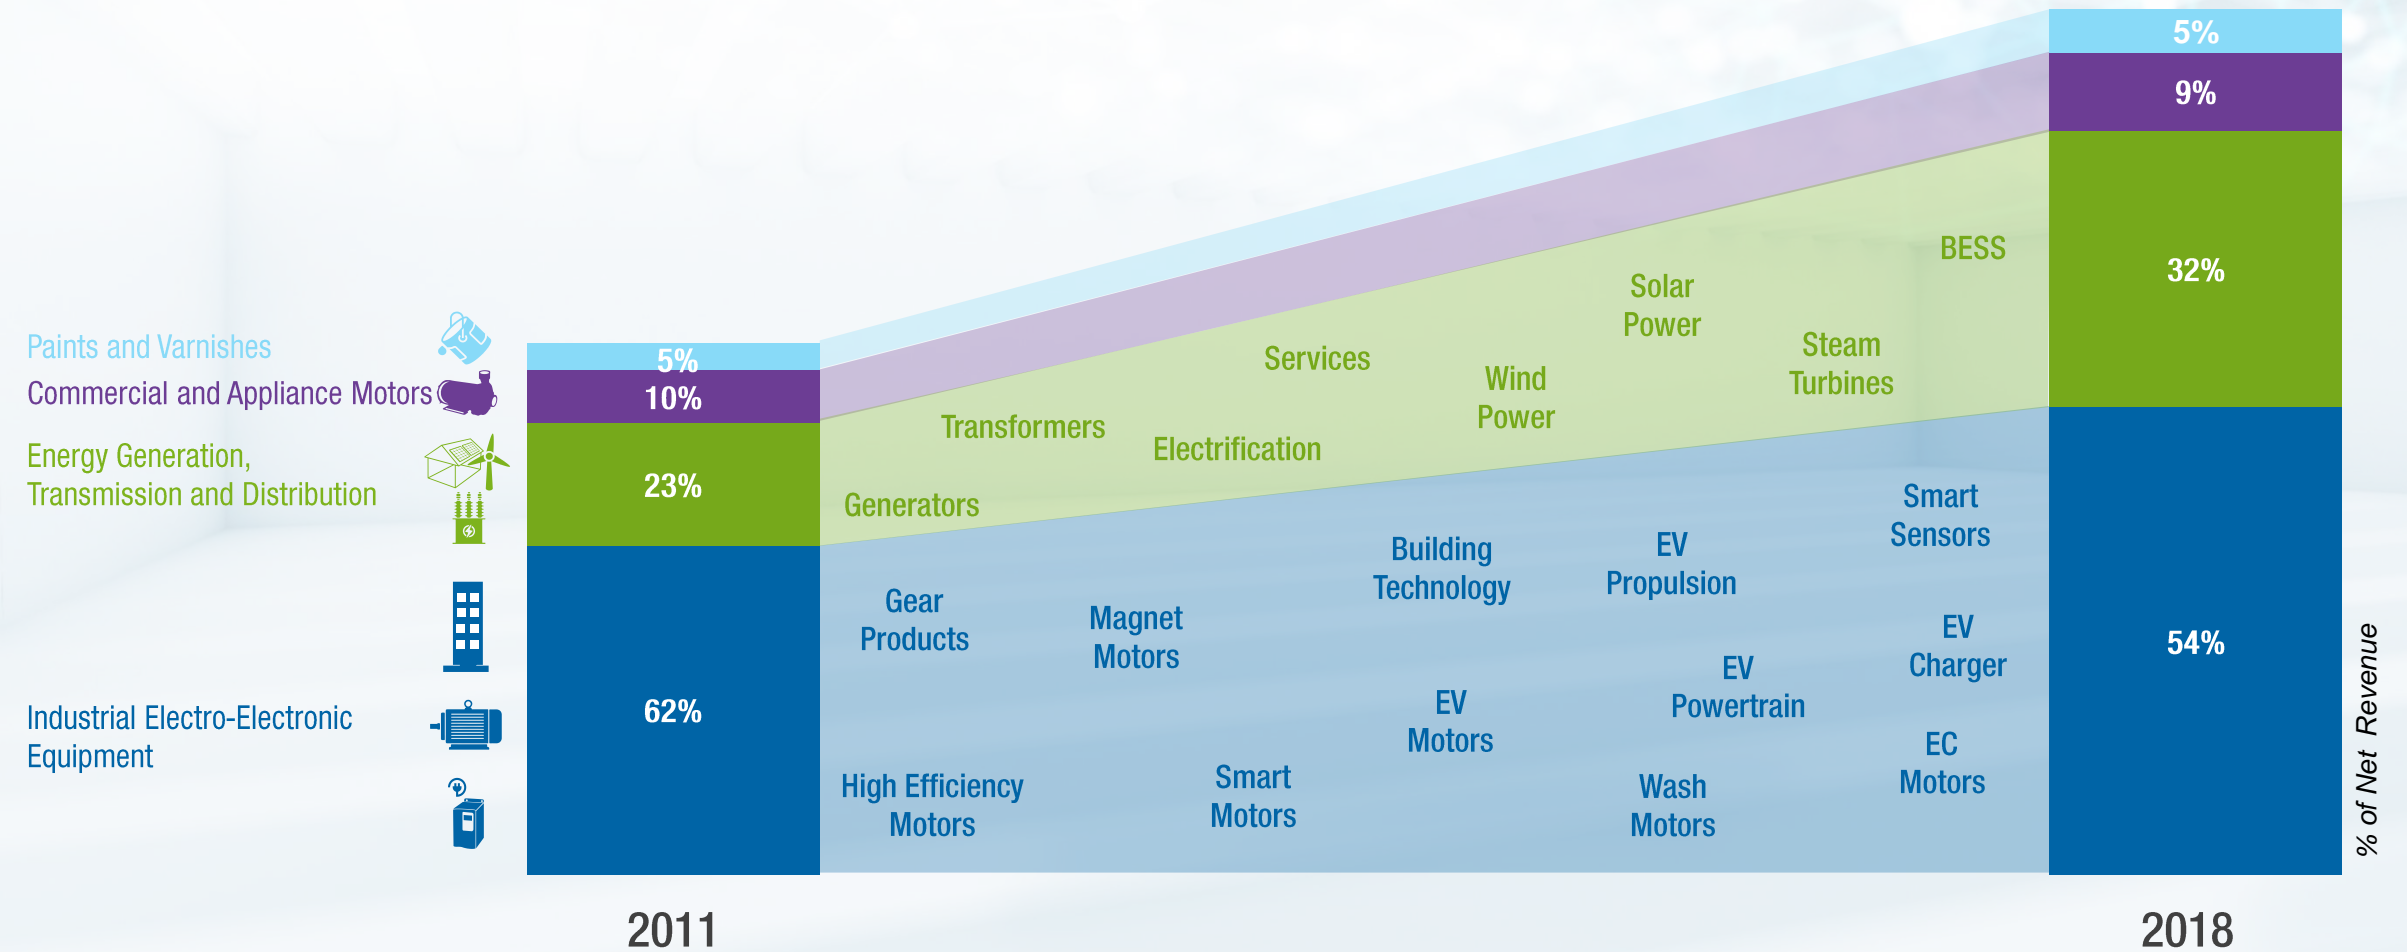 Paints and Varnishes
Commercial and Appliance Motors
Energy Generation,
Transmission and Distribution
Industrial Electro-Electronic
Equipment
5%
10%
23%
62%
2011
Generators
Transformers
Electrification
Services
Wind
Power
Solar
Power
Steam
Turbines
BESS
Gear
Products
High Efficiency
Motors
Magnet
Motors
Smart
Motors
Building
Technology
EV
Motors
EV
Propulsion
EV
Powertrain
Wash
Motors
Smart
Sensors
EV
Charger
EC
Motors
5%
9%
32%
54%
2018
% of Net Revenue